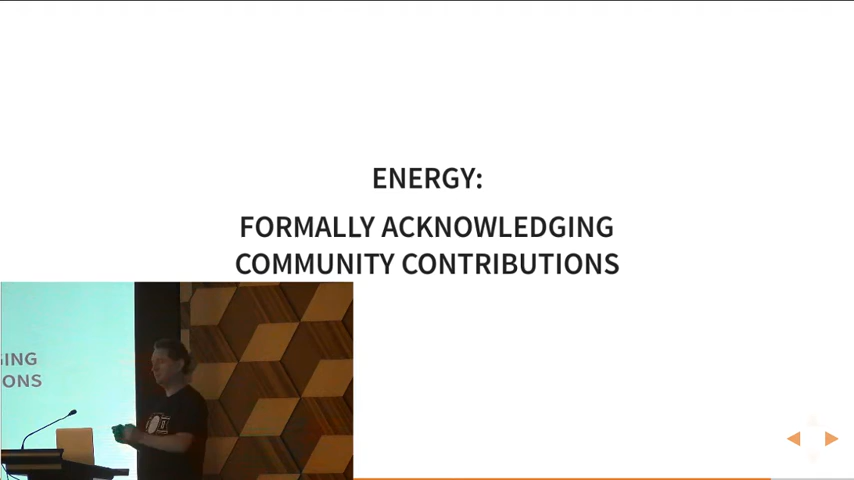 ENERGY:
FORMALLY ACKNOWLEDGING
COMMUNITY CONTRIBUTIONS
GING
ONS